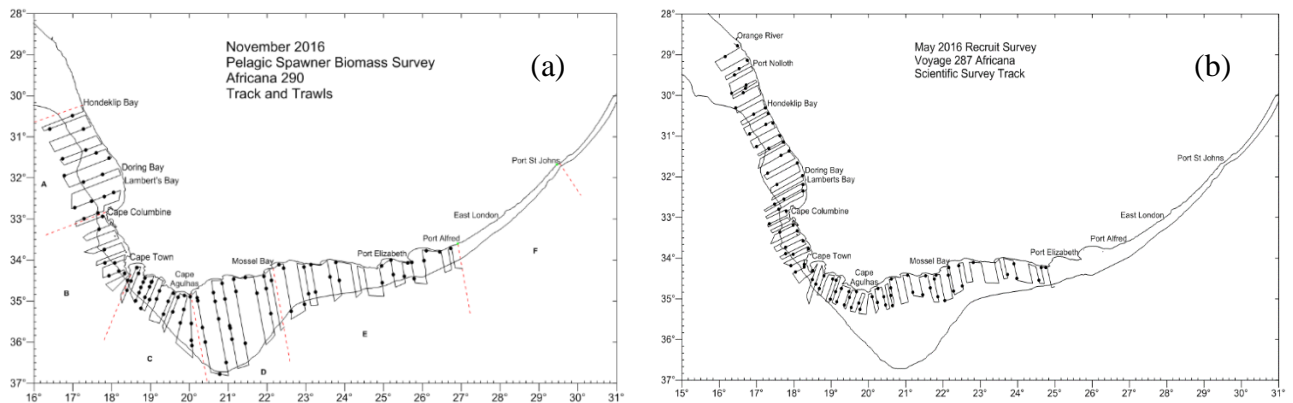 November 2016
Pelagic Spawner Biomass Survey
Africana 290
Track and Trawls
(a)
28°
29°
30°
31°
32°
33°
34°
35°
36°
37°
Hondeklip Bay
Doring Bay
Lambert's Bay
Cape Columbine
Cape Town
Cape
Agulhas
Mossel Bay
Port Elizabeth
Port Alfred
East London
Port St Johns
A
B
C
D
E
F
16° 17° 18° 19° 20° 21° 22° 23° 24° 25° 26° 27° 28° 29° 30° 31°
May 2016 Recruit Survey
Voyage 287 Africana
Scientific Survey Track
(b)
28°
29°
30°
31°
32°
33°
34°
35°
36°
37°
Orange River
Port Nolloth
Hondeklip Bay
Doring Bay
Lamberts Bay
Cape Columbine
Cape Town
Cape
Agulhas
Mossel Bay
Port Elizabeth
Port Alfred
East London
Port St Johns
15° 16° 17° 18° 19° 20° 21° 22° 23° 24° 25° 26° 27° 28° 29° 30° 31°